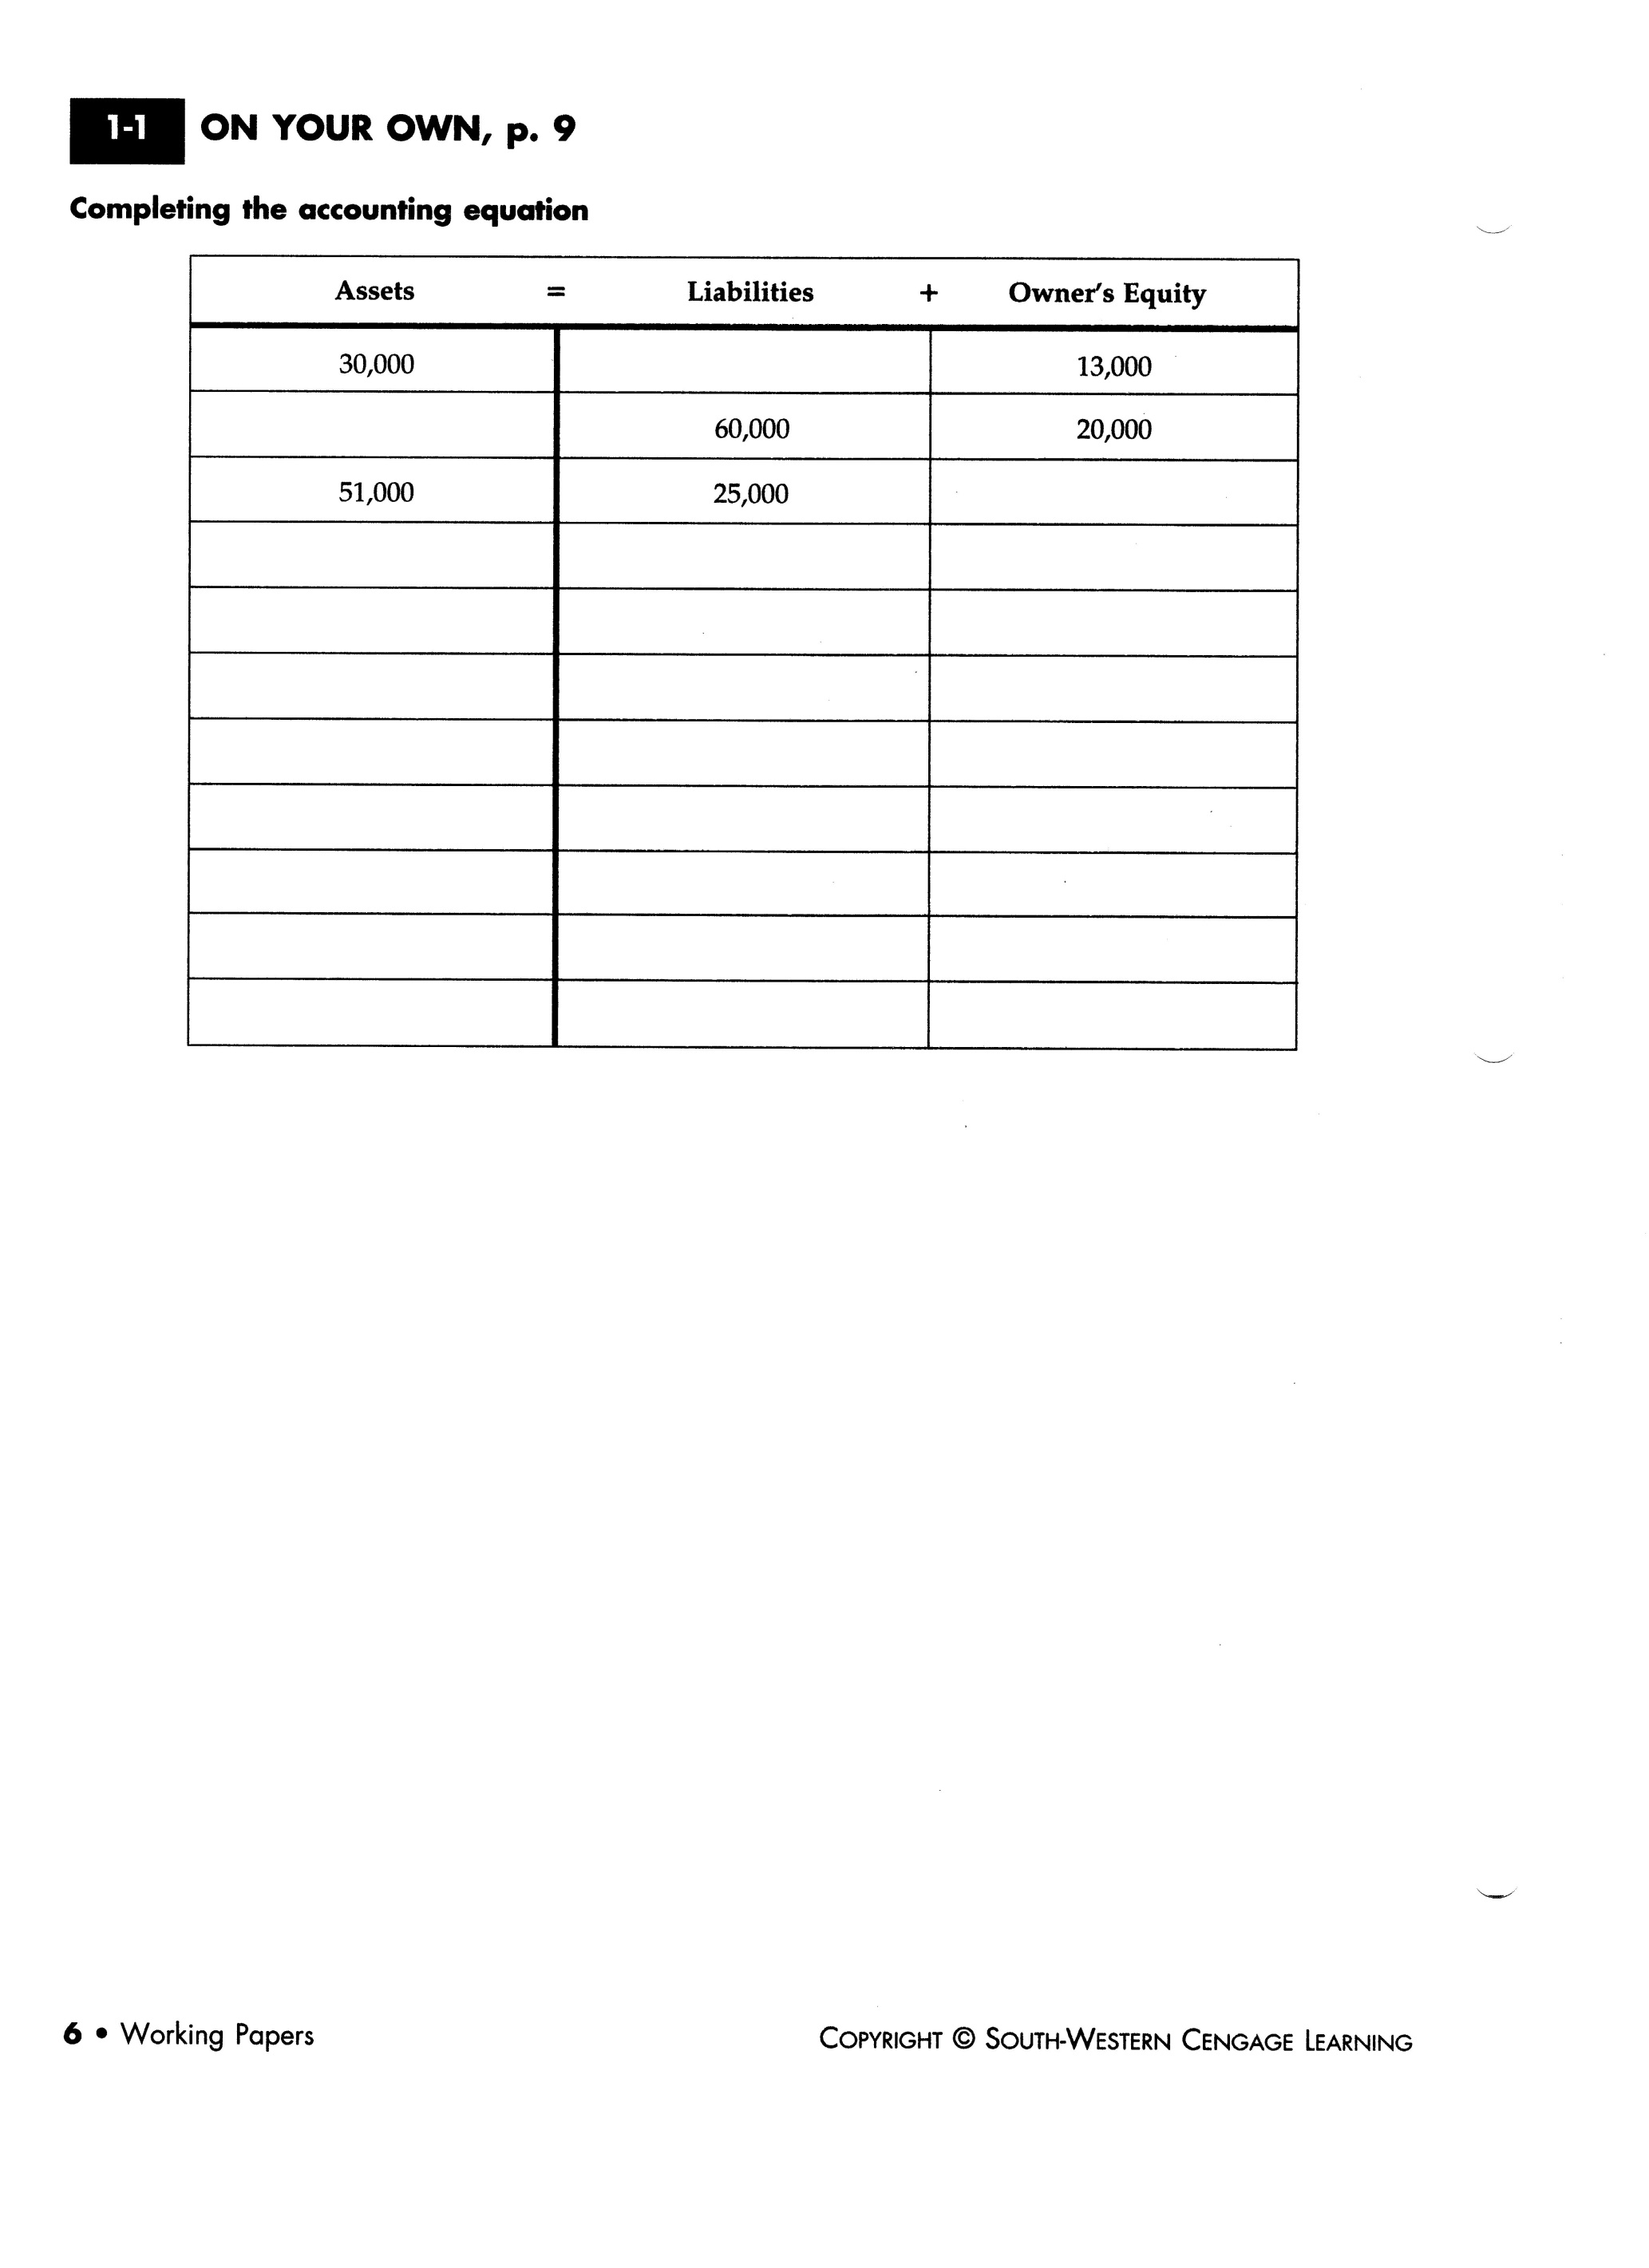 1-1 ON YOUR OWN, p. 9
Completing the accounting equation
Assets = Liabilities + Owner's Equity
30,000 13,000
60,000 20,000
51,000 25,000
6 • Working Papers COPYRIGHT © SOUTH-WESTERN CENGAGE LEARNING